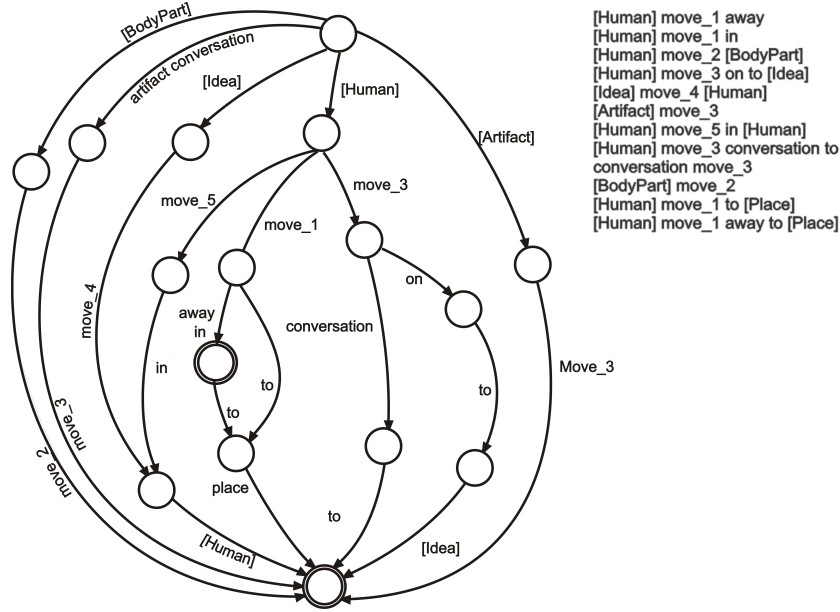 [BodyPart]
artifact conversation
[Idea]
[Human]
[Artifact]
move_5
move_1
move_3
on
away
in
conversation
to
to
to
in
move_4
move_3
move_2
Move_3
place
to
[Human]
[Idea]
[Human] move_1 away
[Human] move_1 in
[Human] move_2 [BodyPart]
[Human] move_3 on to [Idea]
[Idea] move_4 [Human]
[Artifact] move_3
[Human] move_5 in [Human]
[Human] move_3 conversation to
conversation move_3
[BodyPart] move_2
[Human] move_1 to [Place]
[Human] move_1 away to [Place]